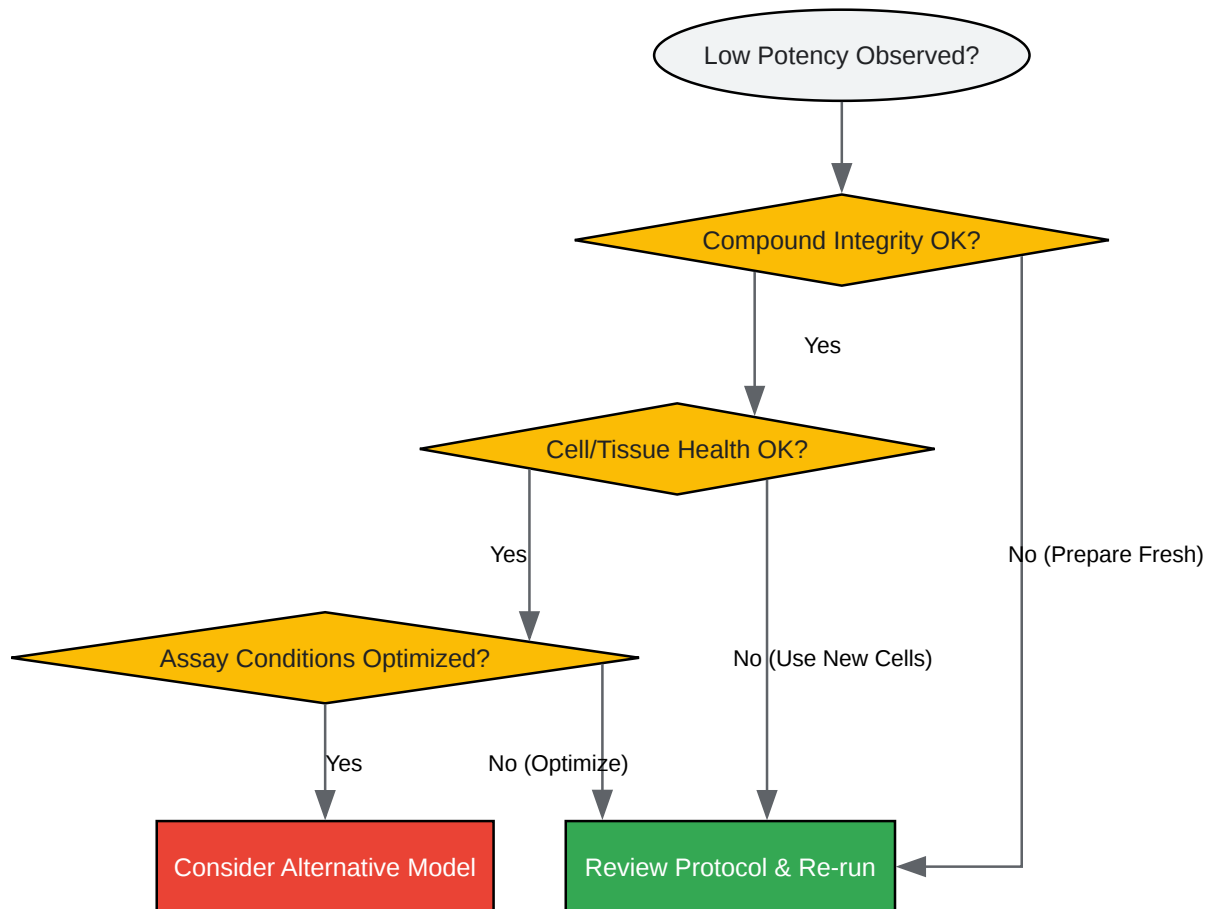 Low Potency Observed?
Compound Integrity OK?
Yes
Cell/Tissue Health OK?
Yes
No (Prepare Fresh)
Assay Conditions Optimized?
No (Use New Cells)
Yes
No (Optimize)
Consider Alternative Model
Review Protocol & Re-run